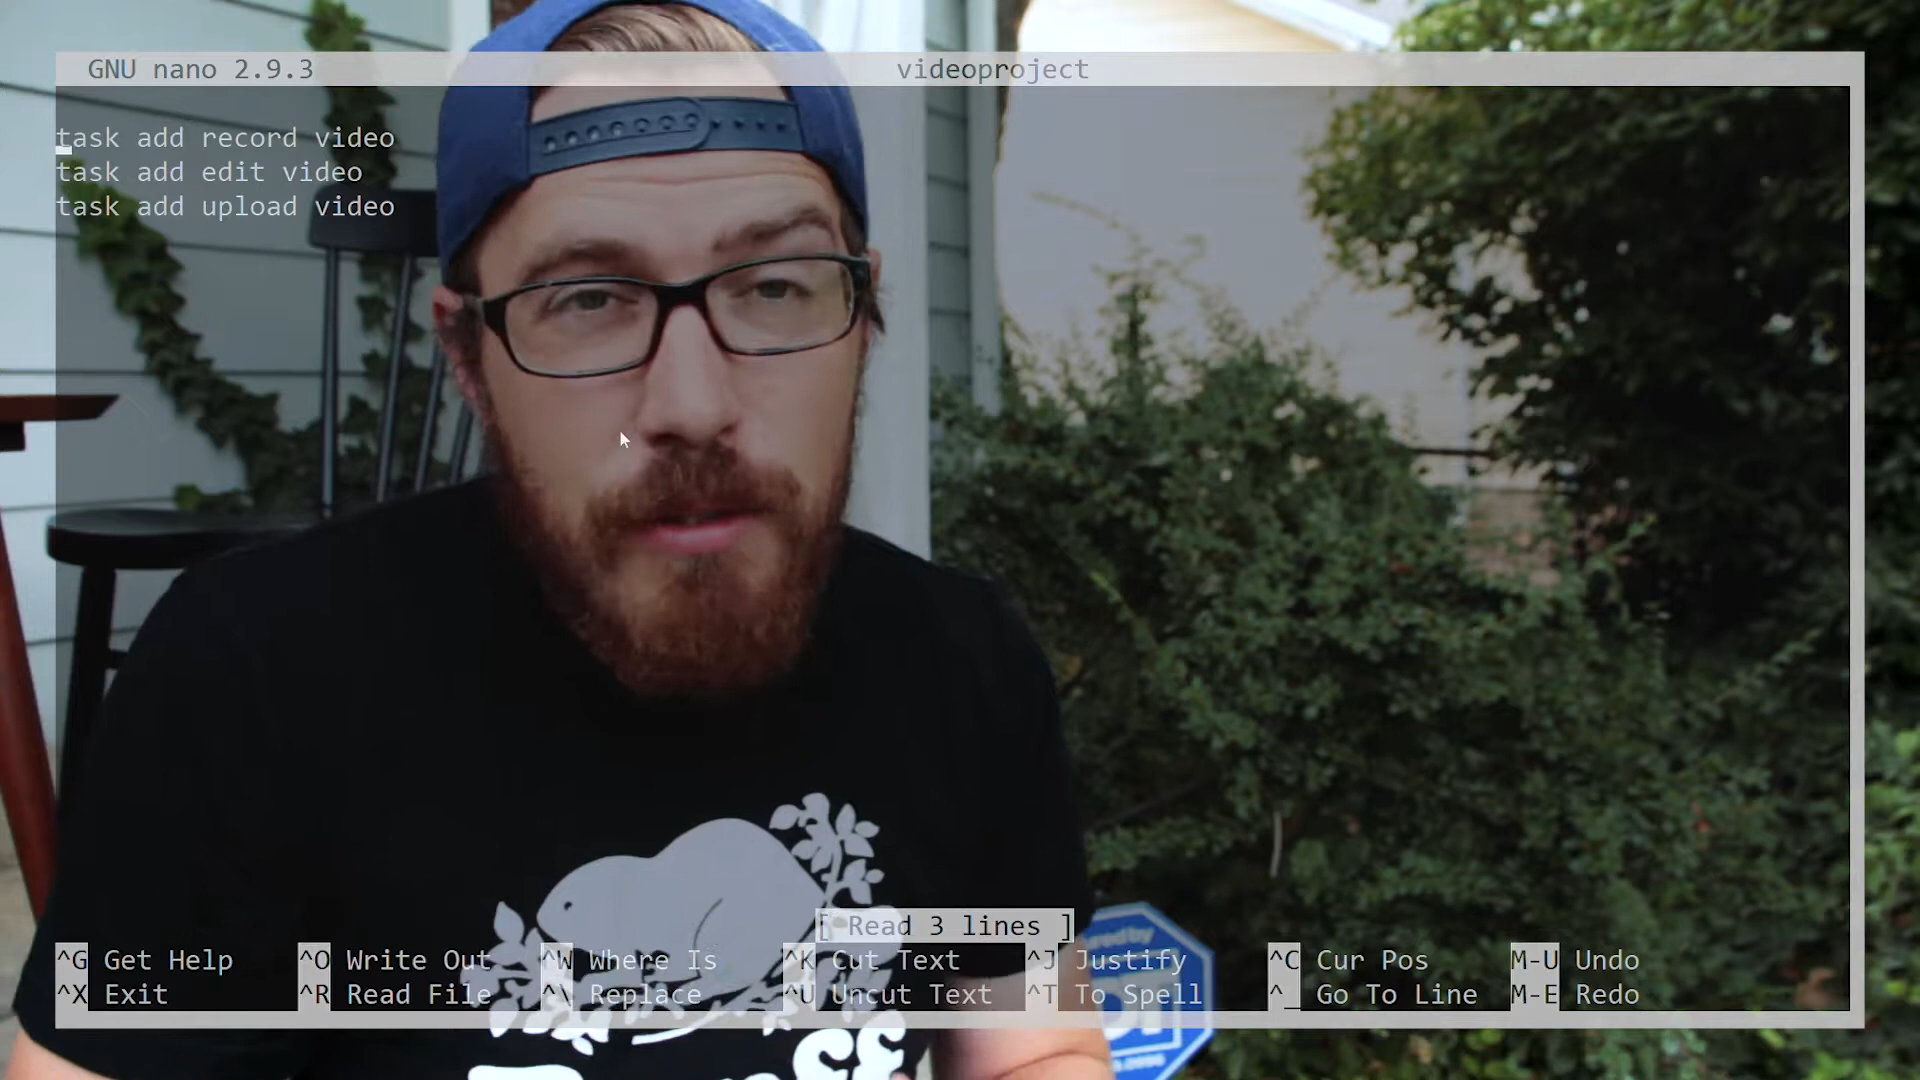 GNU nano 2.9.3 videoproject
task add record video
task add edit video
task add upload video
[ Read 3 lines ]
^G Get Help ^O Write Out ^W Where Is ^K Cut Text ^J Justify ^C Cur Pos M-U Undo
^X Exit ^R Read File ^\ Replace ^U Uncut Text ^T To Spell ^_ Go To Line M-E Redo